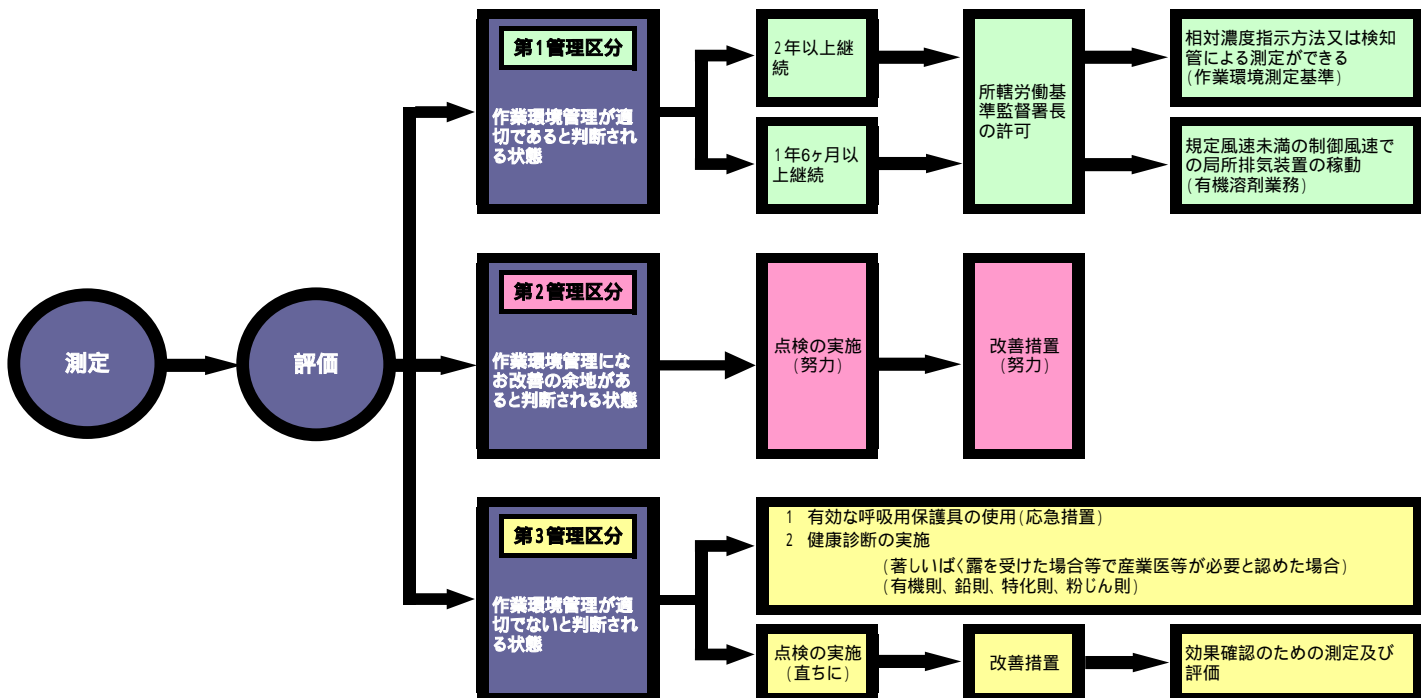 測定
評価
第1管理区分
作業環境管理が適
切であると判断され
る状態
2年以上継
続
1年6ヶ月以
上継続
所轄労働基
準監督署長
の許可
相対濃度指示方法又は検知
管による測定ができる
(作業環境測定基準)
規定風速未満の制御風速で
の局所排気装置の稼動
(有機溶剤業務)
第2管理区分
作業環境管理にな
お改善の余地があ
ると判断される状態
点検の実施
(努力)
改善措置
(努力)
第3管理区分
作業環境管理が適
切でないと判断され
る状態
1 有効な呼吸用保護具の使用(応急措置)
2 健康診断の実施
(著しいばく露を受けた場合等で産業医等が必要と認めた場合)
(有機則、鉛則、特化則、粉じん則)
点検の実施
(直ちに)
改善措置
効果確認のための測定及び
評価